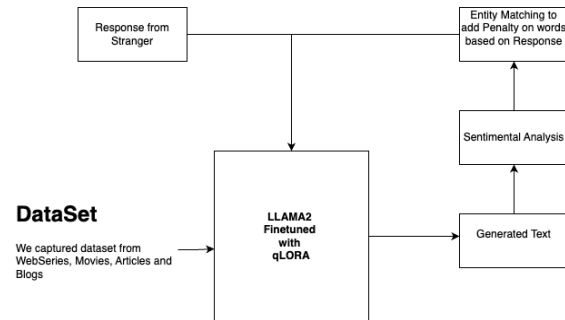 Response from
Stranger
Entity Matching to
add Penalty on words
based on Response
Sentimental Analysis
DataSet
We captured dataset from
WebSeries, Movies, Articles and
Blogs
LLAMA2
Finetuned
with
qLORA
Generated Text